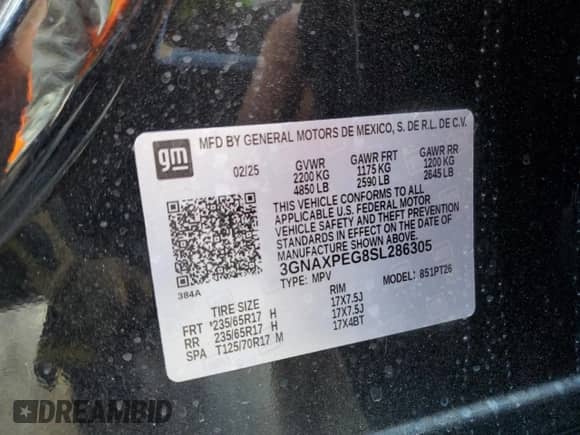 gm
MFD BY GENERAL MOTORS DE MEXICO, S. DE R.L. DE C.V.
02/25 GVWR GAWR FRT GAWR RR
2200 KG 1175 KG 1200 KG
4850 LB 2590 LB 2645 LB
THIS VEHICLE CONFORMS TO ALL
APPLICABLE U.S. FEDERAL MOTOR
VEHICLE SAFETY AND THEFT PREVENTION
STANDARDS IN EFFECT ON THE DATE OF
MANUFACTURE SHOWN ABOVE.
3GNAXPEG8SL286305
TYPE: MPV MODEL: 851PT26
384A
TIRE SIZE RIM
FRT *235/65R17 H 17X7.5J
RR 235/65R17 H 17X7.5J
SPA T125/70R17 M 17X4BT
DREAMBID